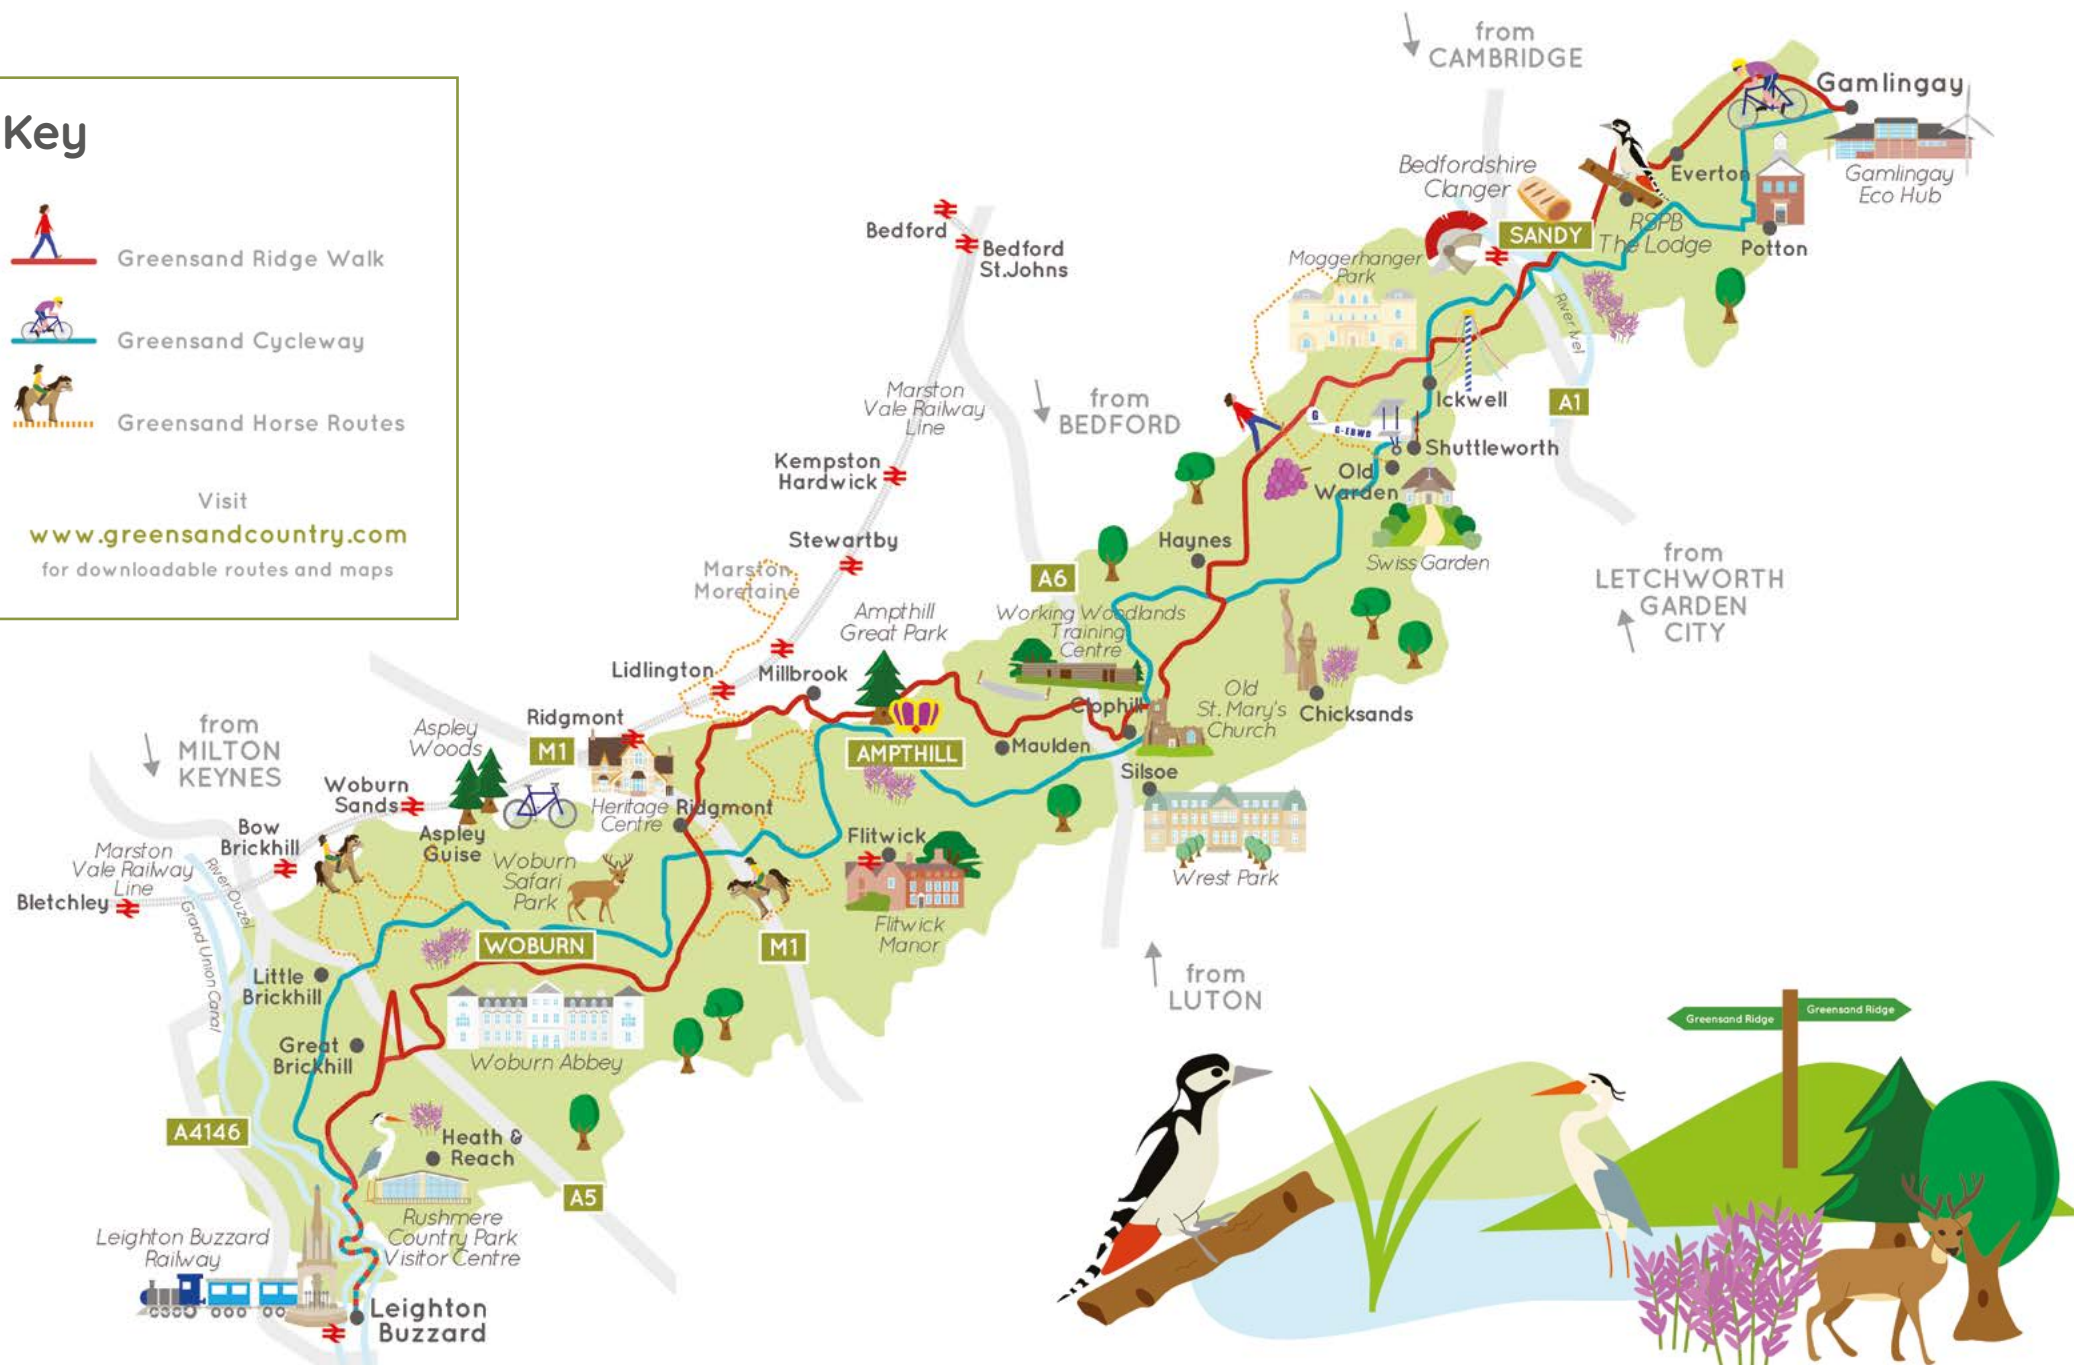 Key
Greensand Ridge Walk
Greensand Cycleway
Greensand Horse Routes
Visit
www.greensandcountry.com
for downloadable routes and maps
from
CAMBRIDGE
Gamlingay
Gamlingay
Eco Hub
Everton
Potton
RSPB
The Lodge
Bedfordshire
Clanger
SANDY
River Ivel
A1
Moggerhanger
Park
Ickwell
G
G-EBWD
Shuttleworth
Old
Warden
Swiss Garden
from
LETCHWORTH
GARDEN
CITY
Bedford
Bedford
St.Johns
Marston
Vale Railway
Line
from
BEDFORD
Kempston
Hardwick
Stewartby
Marston
Moretaine
A6
Haynes
Working Woodlands
Training
Centre
Ampthill
Great Park
Lidlington
Millbrook
Clophill
Old
St. Mary's
Church
Chicksands
Ridgmont
M1
AMPTHILL
Maulden
Silsoe
Wrest Park
from
MILTON
KEYNES
Aspley
Woods
Woburn
Sands
Aspley
Guise
Heritage
Centre
Ridgmont
Bow
Brickhill
Marston
Vale Railway
Line
Bletchley
River Ouzel
Grand Union Canal
Woburn
Safari
Park
Flitwick
Flitwick
Manor
WOBURN
M1
from
LUTON
Little
Brickhill
Great
Brickhill
Woburn Abbey
A4146
Heath &
Reach
A5
Rushmere
Country Park
Visitor Centre
Leighton Buzzard
Railway
Leighton
Buzzard
Greensand Ridge
Greensand Ridge